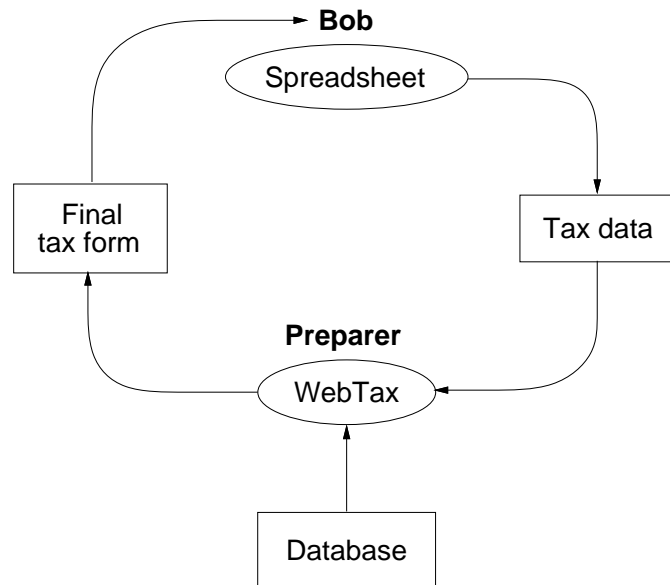 Bob
Spreadsheet
Final
tax form
Tax data
Preparer
WebTax
Database